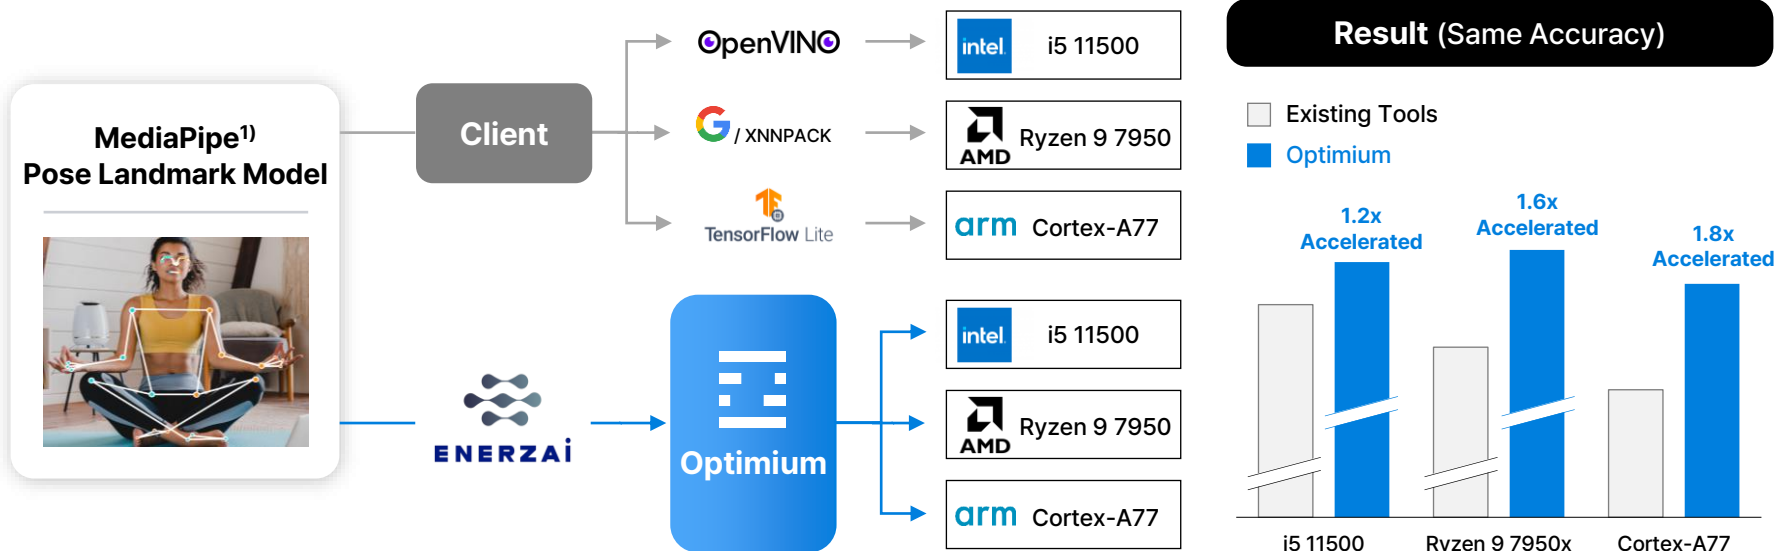 MediaPipe1)
Pose Landmark Model
Client
OpenVINO
G / XNNPACK
TensorFlow Lite
intel. i5 11500
AMD Ryzen 9 7950
arm Cortex-A77
ENERZAi
Optimium
intel. i5 11500
AMD Ryzen 9 7950
arm Cortex-A77
Result (Same Accuracy)
Existing Tools
Optimium
1.2x
Accelerated
1.6x
Accelerated
1.8x
Accelerated
i5 11500
Ryzen 9 7950x
Cortex-A77